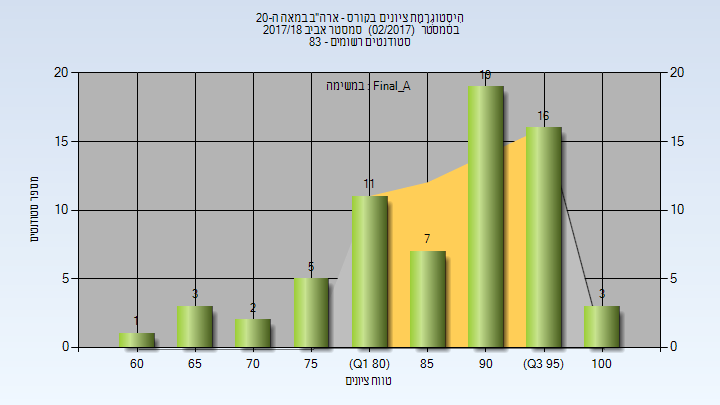 היסטוגרמת ציונים בקורס - ארה"ב במאה ה-20
בסמסטר (02/2017) סמסטר אביב 2017/18
סטודנטים רשומים - 83
במשימה : Final_A
20 20
15 15
10 10
5 5
0 0
מספר סטודנטים
1 3 2 5 11 7 19 16 3
60 65 70 75 (Q1 80) 85 90 (Q3 95) 100
טווח ציונים